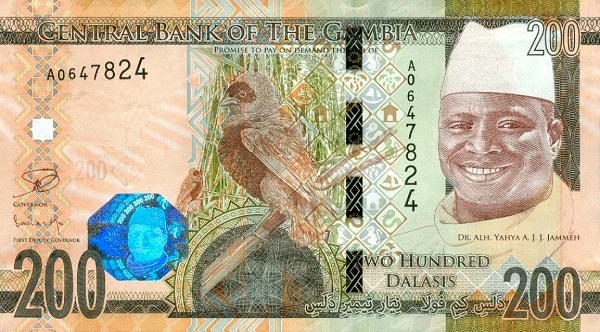 CENTRAL BANK OF THE GAMBIA
200
PROMISE TO PAY ON DEMAND THE SUM OF
A0647824
A0647824
200
GOVERNOR
FIRST DEPUTY GOVERNOR
DR. ALH. YAHYA A. J. J. JAMMEH
TWO HUNDRED
DALASIS
200
200